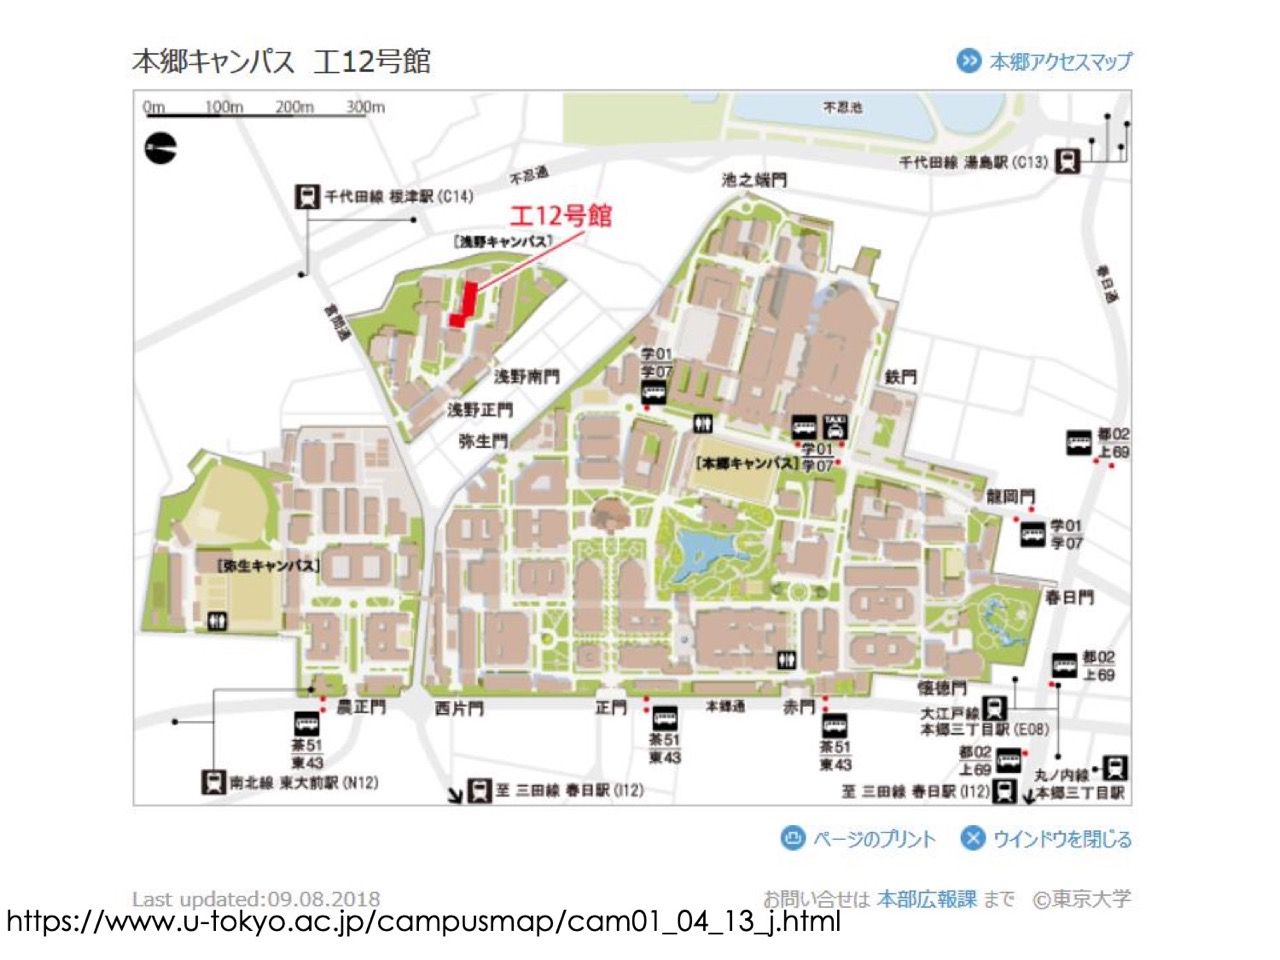 本郷キャンパス 工12号館
本郷アクセスマップ
0m 100m 200m 300m
不忍池
千代田線 湯島駅(C13)
不忍通
池之端門
千代田線 根津駅(C14)
工12号館
[浅野キャンパス]
春日通
言問通
学01
学07
浅野南門
鉄門
浅野正門
弥生門
TAXI
[本郷キャンパス]
学01
学07
都02
上69
龍岡門
学01
学07
[弥生キャンパス]
春日門
都02
上69
懐徳門
農正門
西片門
正門
本郷通
赤門
大江戸線
本郷三丁目駅(E08)
茶51
東43
茶51
東43
茶51
東43
都02
上69
南北線 東大前駅(N12)
至 三田線 春日駅(I12)
至 三田線 春日駅(I12)
丸ノ内線
本郷三丁目駅
ページのプリント
ウインドウを閉じる
Last updated:09.08.2018
お問い合せは 本部広報課 まで ©東京大学
https://www.u-tokyo.ac.jp/campusmap/cam01_04_13_j.html